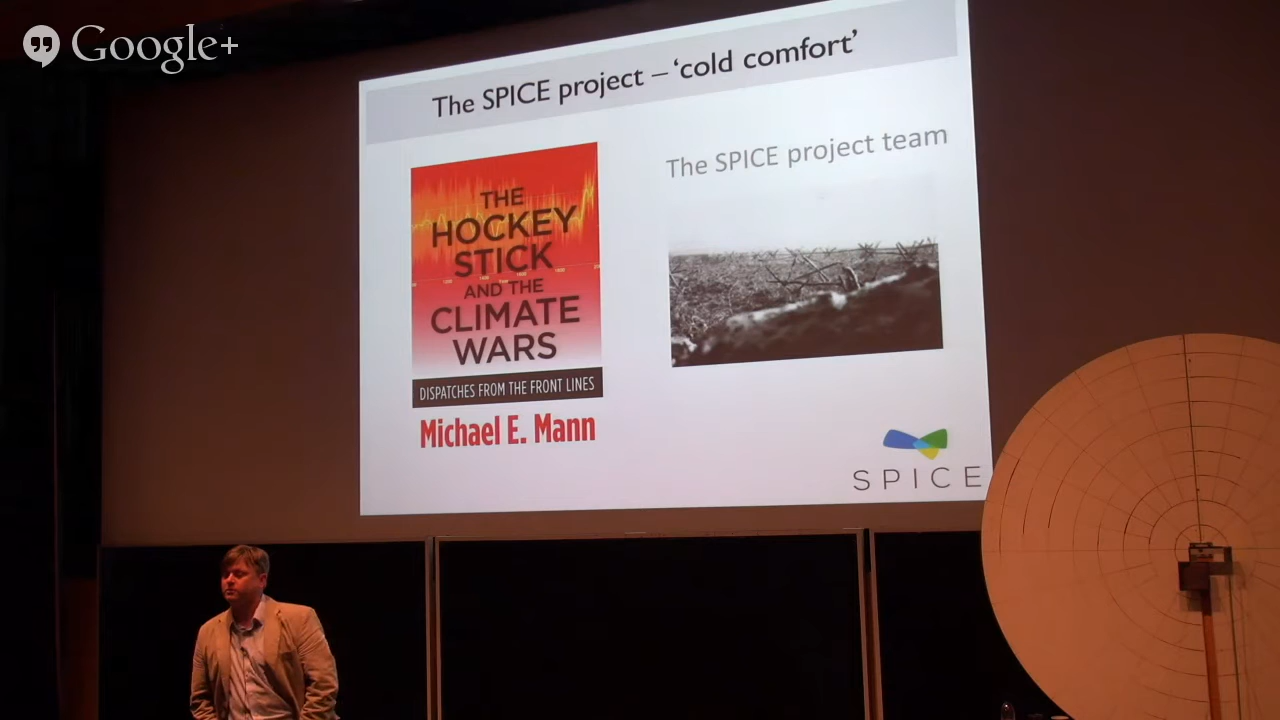 Google+
The SPICE project – ‘cold comfort’
THE
HOCKEY
STICK
AND THE
CLIMATE
WARS
DISPATCHES FROM THE FRONT LINES
Michael E. Mann
The SPICE project team
SPICE